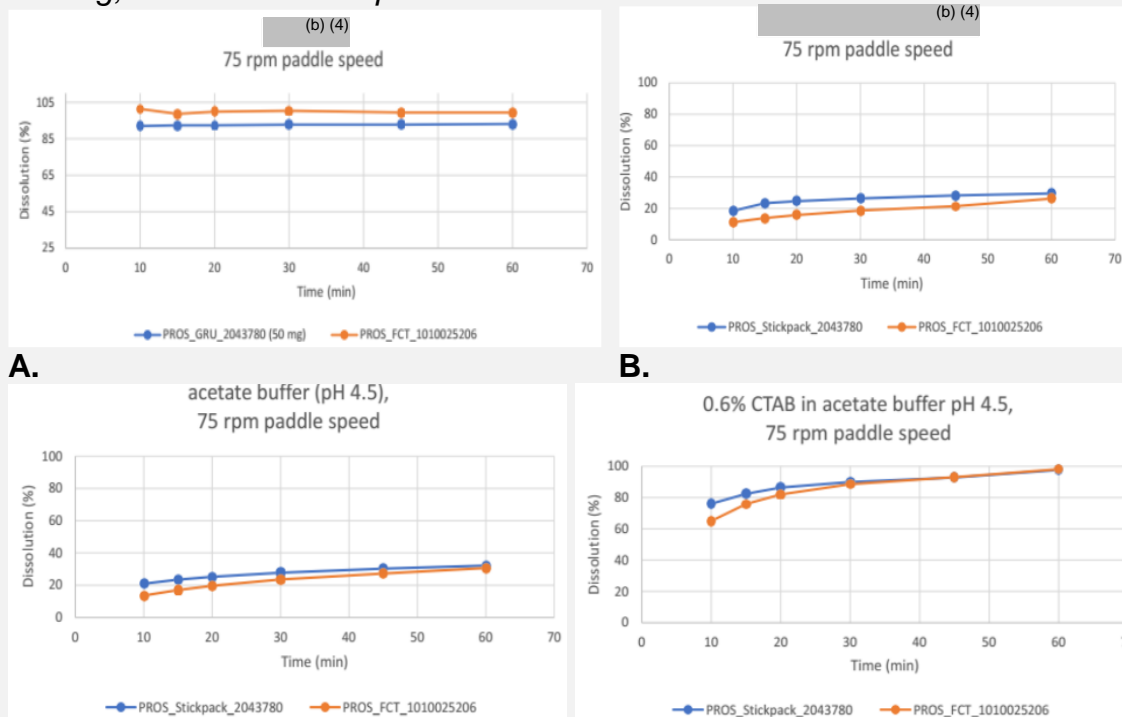 (b) (4)
75 rpm paddle speed
105
85
65
45
25
Dissolution (%)
0 10 20 30 40 50 60 70
Time (min)
PROS_GRU_2043780 (50 mg) PROS_FCT_1010025206
(b) (4)
75 rpm paddle speed
100
80
60
40
20
0
Dissolution (%)
0 10 20 30 40 50 60 70
Time (min)
PROS_Stickpack_2043780 PROS_FCT_1010025206
A.
B.
acetate buffer (pH 4.5),
75 rpm paddle speed
100
80
60
40
20
0
Dissolution (%)
0 10 20 30 40 50 60 70
Time (min)
PROS_Stickpack_2043780 PROS_FCT_1010025206
0.6% CTAB in acetate buffer pH 4.5,
75 rpm paddle speed
100
80
60
40
20
0
Dissolution (%)
0 10 20 30 40 50 60
Time (min)
PROS_Stickpack_2043780 PROS_FCT_1010025206